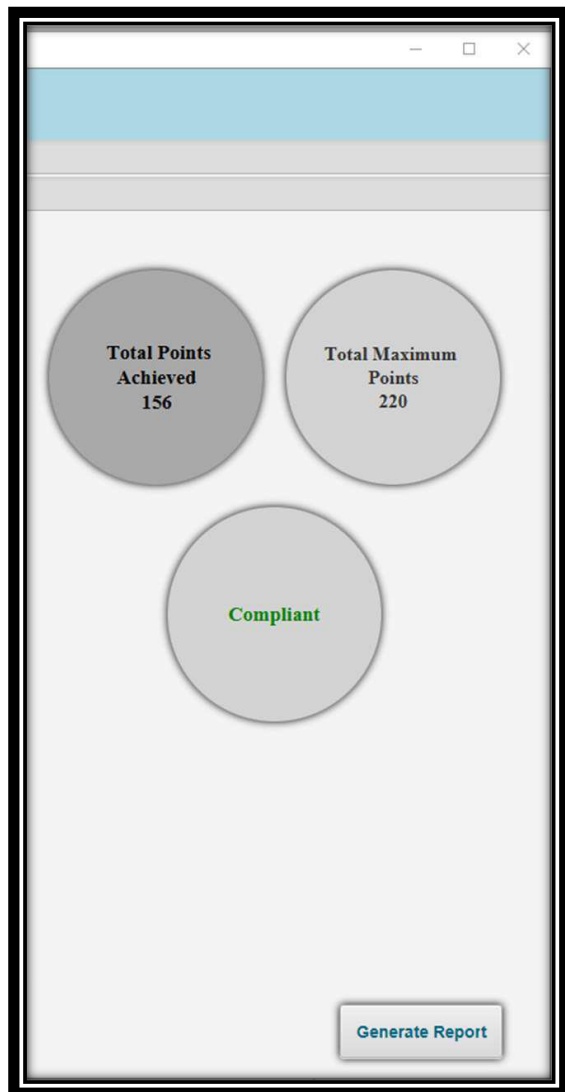 Total Points
Achieved
156
Total Maximum
Points
220
Compliant
Generate Report